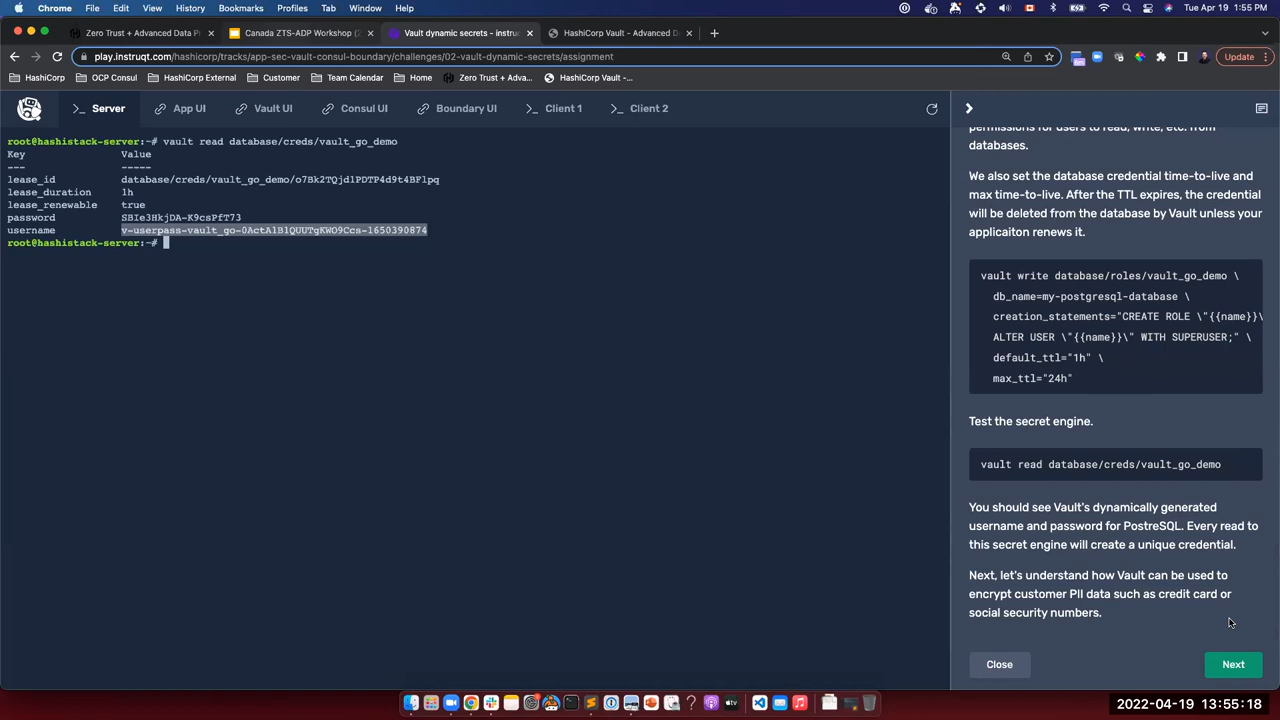 Chrome File Edit View History Bookmarks Profiles Tab Window Help Tue Apr 19 1:55 PM
Zero Trust + Advanced Data P Canada ZTS-ADP Workshop (2 Vault dynamic secrets - instruc HashiCorp Vault - Advanced D
play.instruqt.com/hashicorp/tracks/app-sec-vault-consul-boundary/challenges/02-vault-dynamic-secrets/assignment Update
HashiCorp OCP Consul HashiCorp External Customer Team Calendar Home Zero Trust + Adva... HashiCorp Vault -...
Server App UI Vault UI Consul UI Boundary UI Client 1 Client 2
root@hashistack-server:~# vault read database/creds/vault_go_demo
Key Value
--- -----
lease_id database/creds/vault_go_demo/o7Bk2TQjd1PDTP4d9t4BFlpq
lease_duration 1h
lease_renewable true
password SBIe3HkjDA-K9csPfT73
username v-userpass-vault_go-0ActA1B1QUUTgKWO9Ccs-1650390874
root@hashistack-server:~#
permissions for users to read, write, etc. from
databases.
We also set the database credential time-to-live and
max time-to-live. After the TTL expires, the credential
will be deleted from the database by Vault unless your
applicaiton renews it.
vault write database/roles/vault_go_demo \
db_name=my-postgresql-database \
creation_statements="CREATE ROLE \"{{name}}\
ALTER USER \"{{name}}\" WITH SUPERUSER;" \
default_ttl="1h" \
max_ttl="24h"
Test the secret engine.
vault read database/creds/vault_go_demo
You should see Vault's dynamically generated
username and password for PostreSQL. Every read to
this secret engine will create a unique credential.
Next, let's understand how Vault can be used to
encrypt customer PII data such as credit card or
social security numbers.
Close Next
2022-04-19 13:55:18